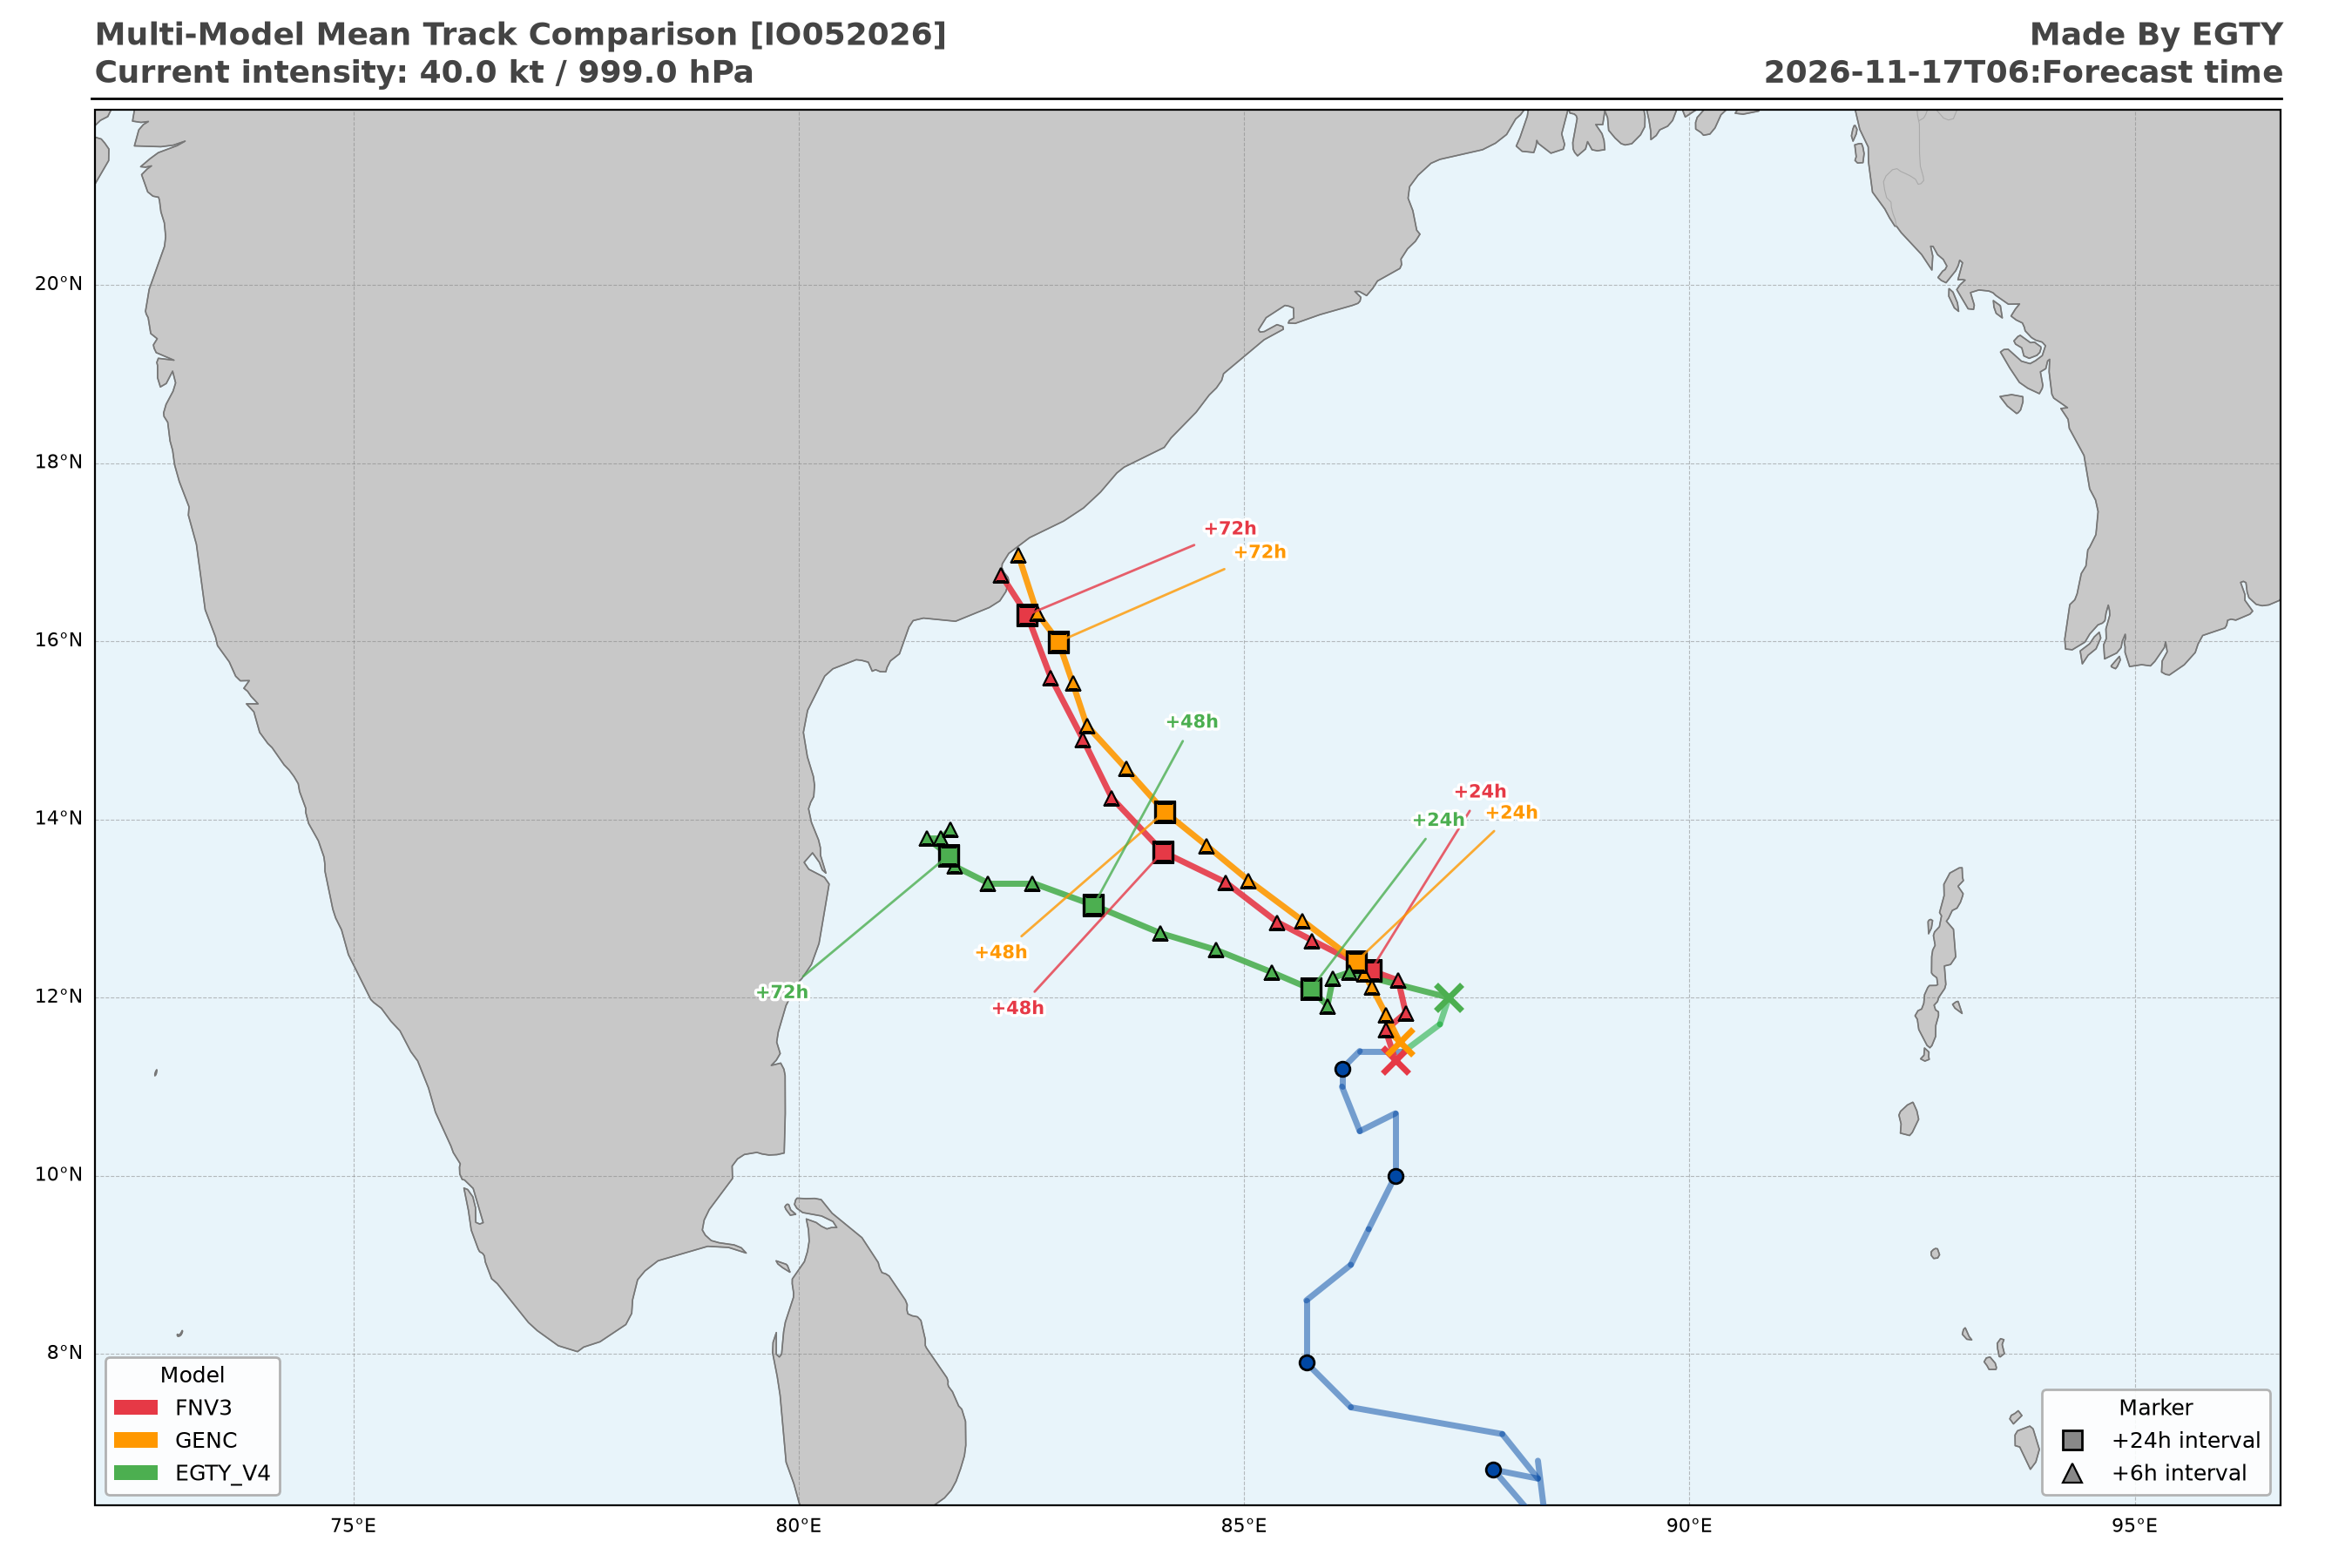 Multi-Model Mean Track Comparison [IO052026]
Current intensity: 40.0 kt / 999.0 hPa
Made By EGTY
2026-11-17T06:Forecast time
20°N
18°N
16°N
14°N
12°N
10°N
8°N
+72h
+72h
+48h
+24h
+24h
+24h
+48h
+72h
+48h
Model
FNV3
GENC
EGTY_V4
Marker
+24h interval
+6h interval
75°E
80°E
85°E
90°E
95°E